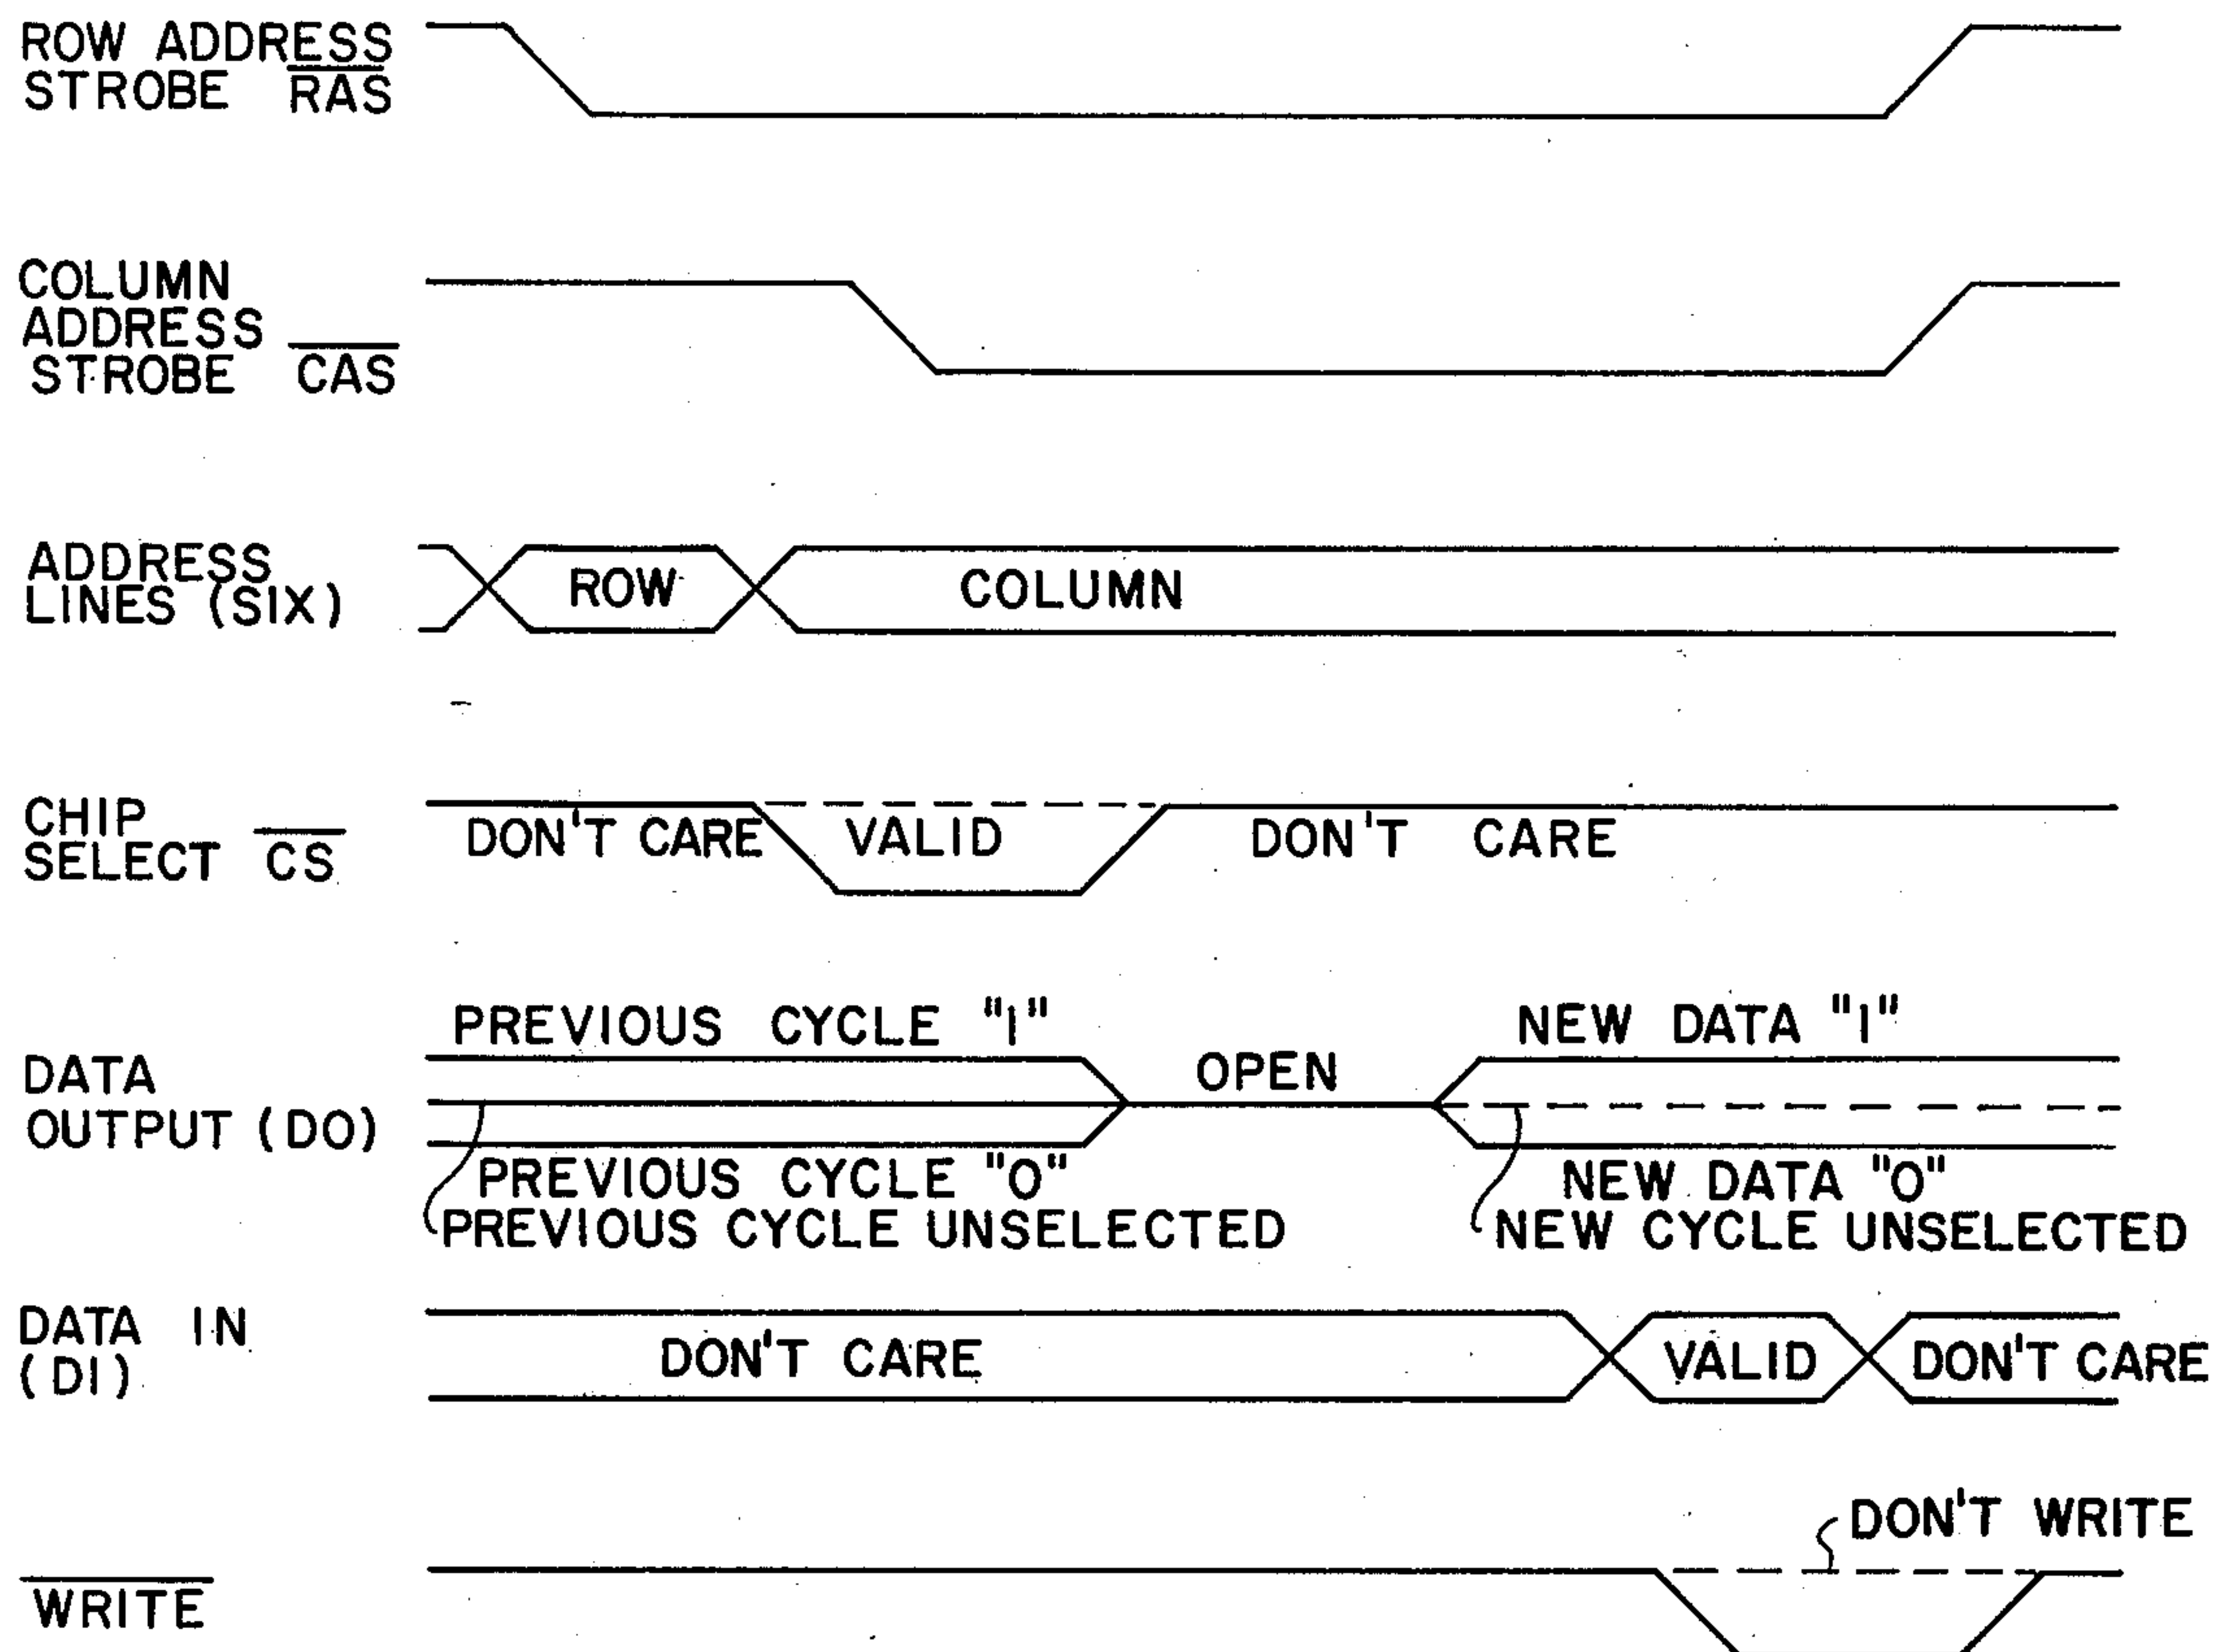 ROW ADDRESS
STROBE RAS
COLUMN
ADDRESS
STROBE CAS
ADDRESS
LINES (SIX)
ROW
COLUMN
CHIP
SELECT CS
DON'T CARE
VALID
DON'T CARE
DATA
OUTPUT (DO)
PREVIOUS CYCLE "1"
OPEN
NEW DATA "1"
PREVIOUS CYCLE "0"
PREVIOUS CYCLE UNSELECTED
NEW DATA "0"
NEW CYCLE UNSELECTED
DATA IN
(DI)
DON'T CARE
VALID
DON'T CARE
DON'T WRITE
WRITE